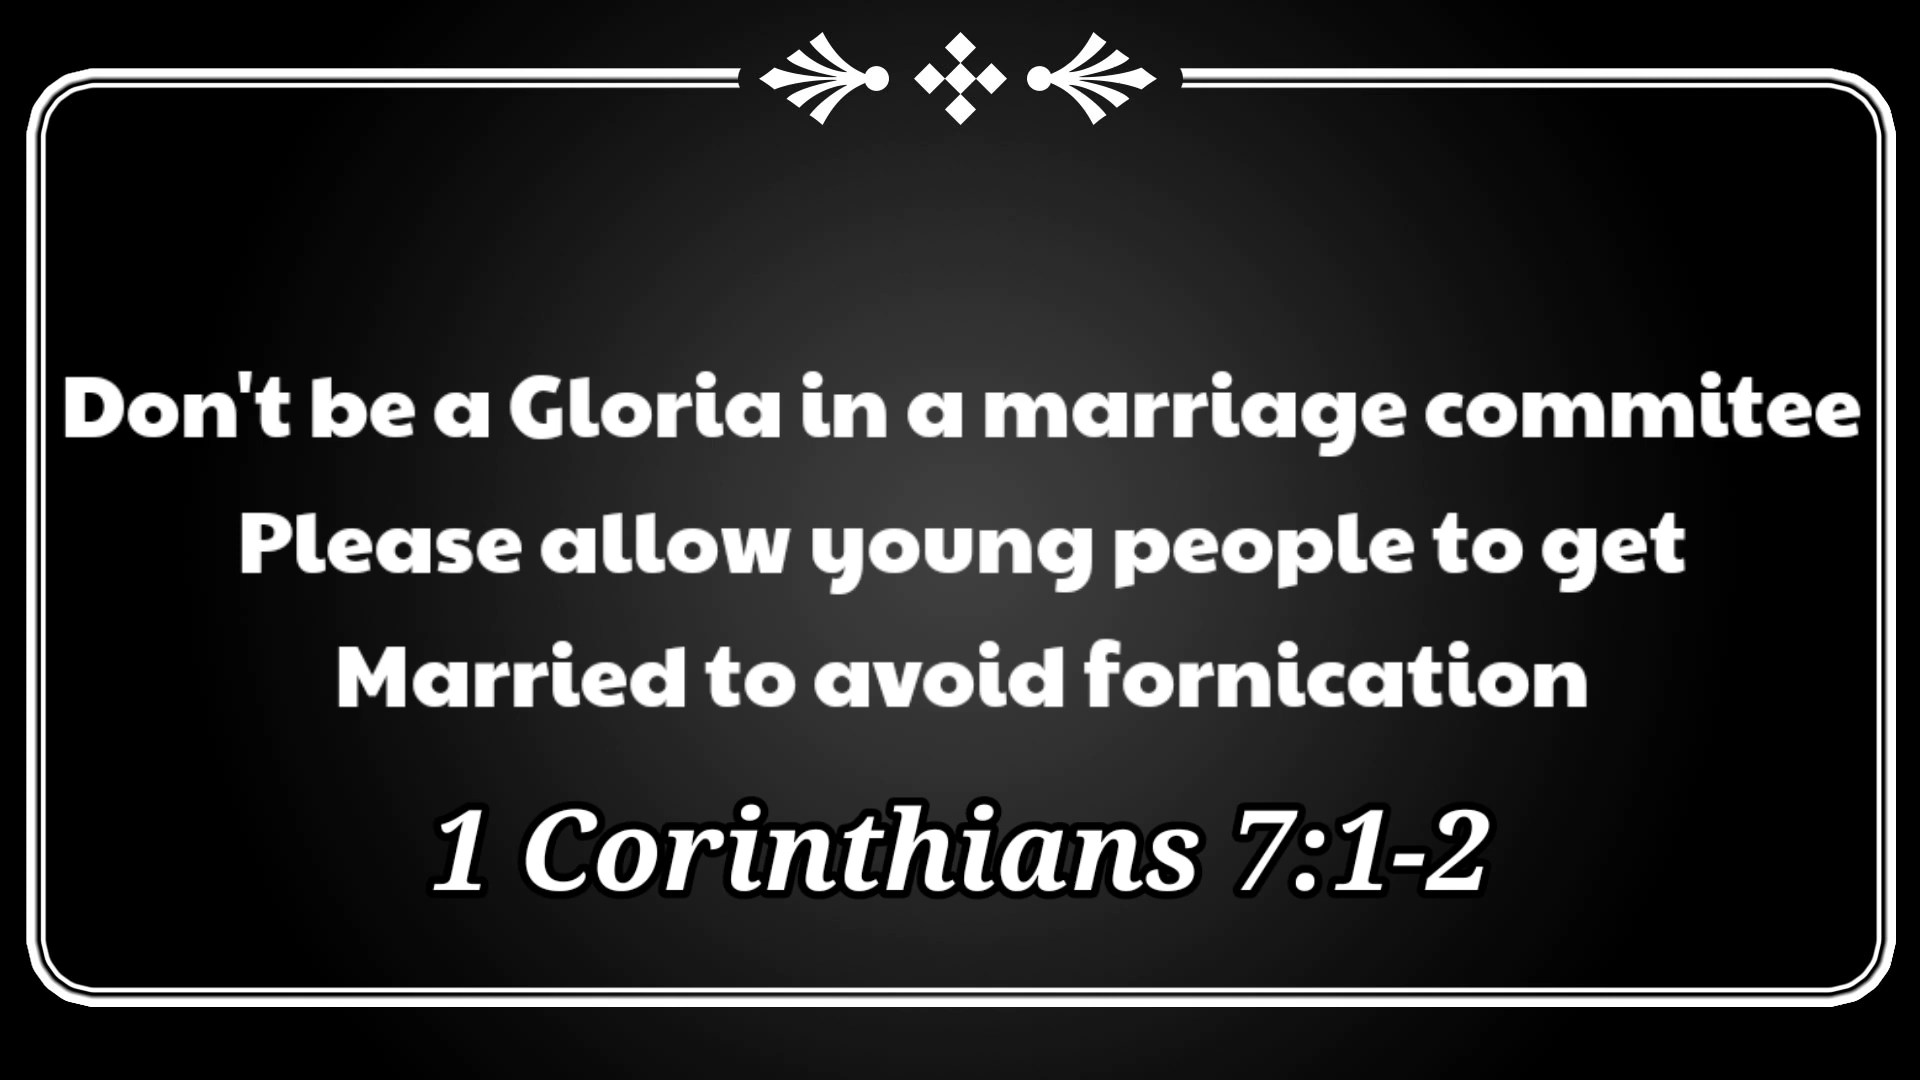 Don't be a Gloria in a marriage commitee
Please allow young people to get
Married to avoid fornication
1 Corinthians 7:1-2